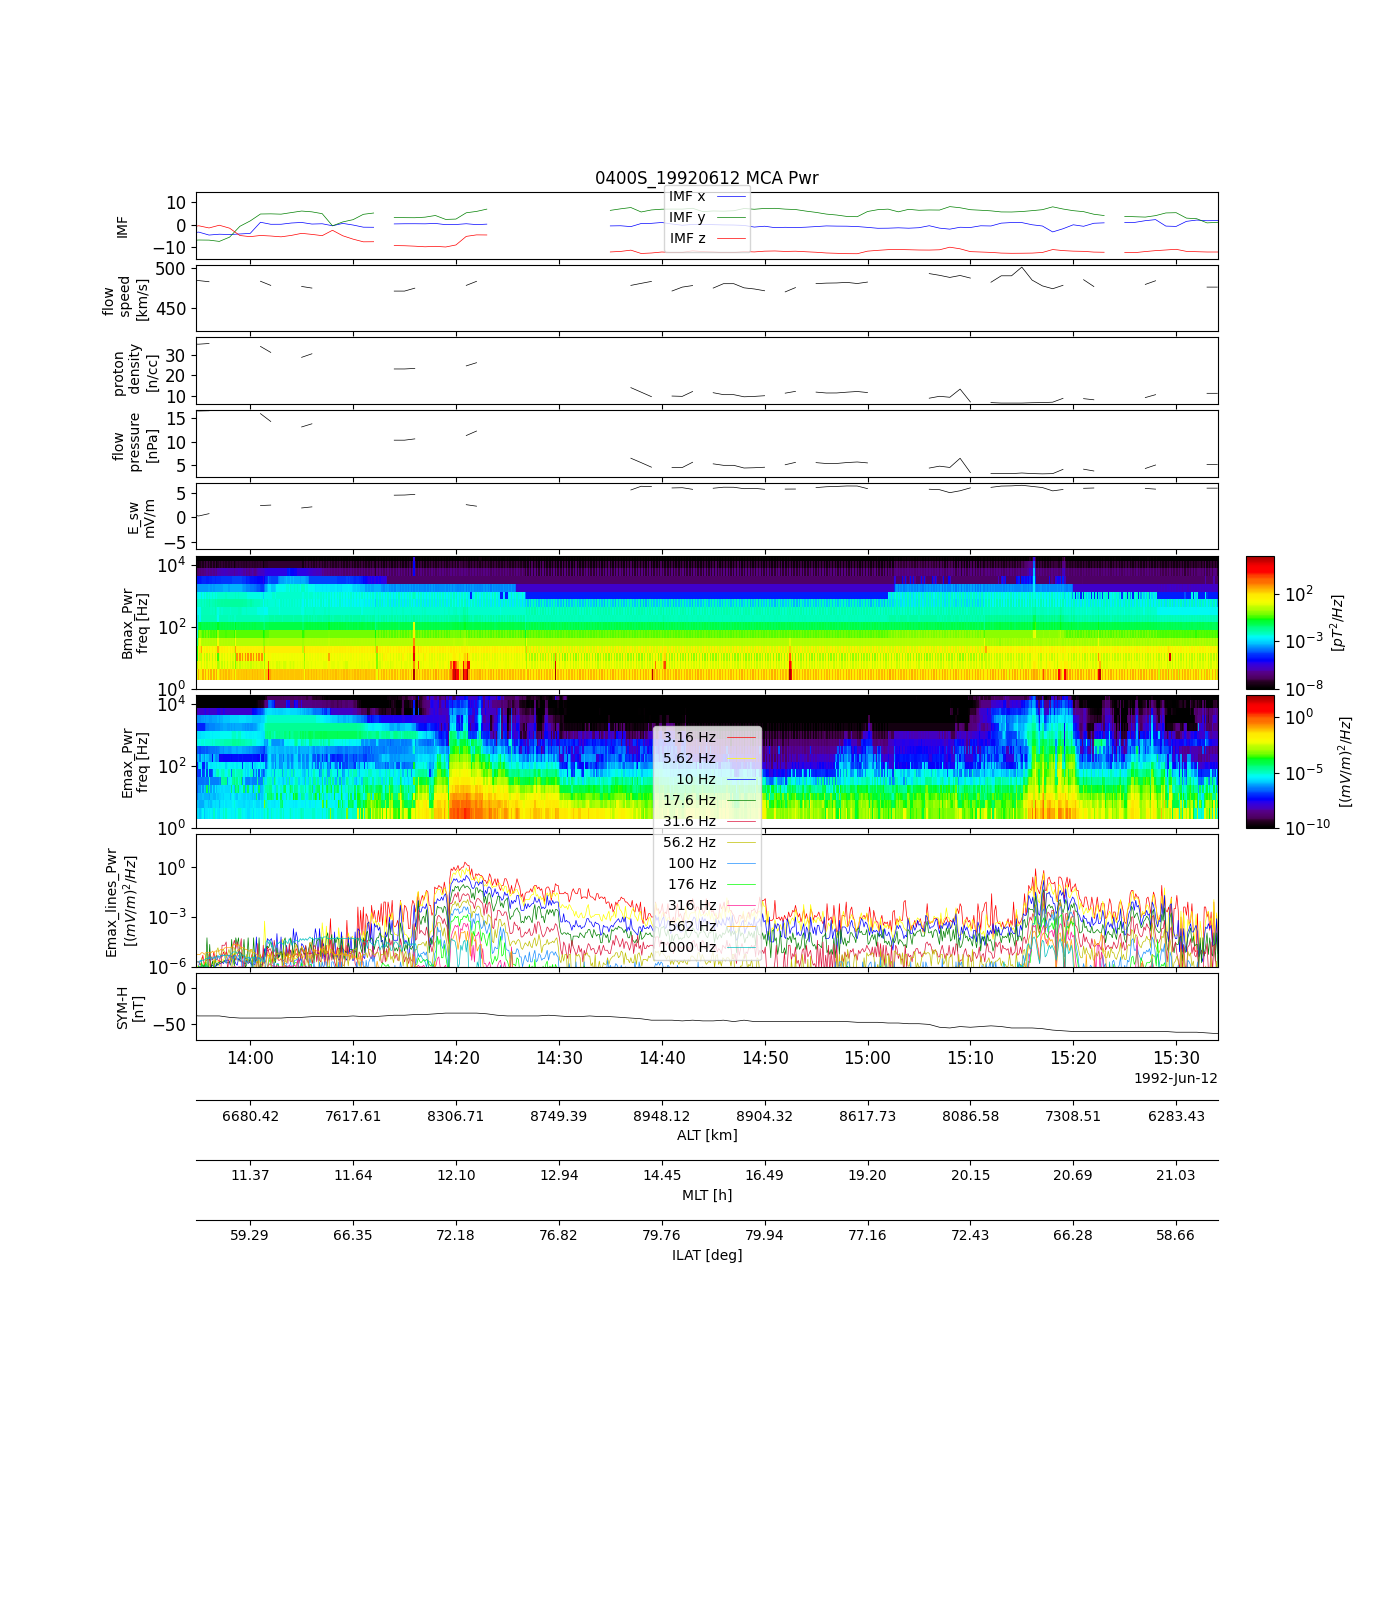 0400S_19920612 MCA Pwr
IMF
10
0
−10
IMF x
IMF y
IMF z
flow
speed
[km/s]
500
450
proton
density
[n/cc]
30
20
10
flow
pressure
[nPa]
15
10
5
E_sw
mV/m
5
0
−5
Bmax_Pwr
freq [Hz]
10^4
10^2
10^0
10^2
10^−3
10^−8
[pT^2/Hz]
Emax_Pwr
freq [Hz]
10^4
10^2
10^0
10^0
10^−5
10^−10
[(mV/m)^2/Hz]
3.16 Hz
5.62 Hz
10 Hz
17.6 Hz
31.6 Hz
56.2 Hz
100 Hz
176 Hz
316 Hz
562 Hz
1000 Hz
Emax_lines_Pwr
[(mV/m)^2/Hz]
10^0
10^−3
10^−6
SYM-H
[nT]
0
−50
14:00 14:10 14:20 14:30 14:40 14:50 15:00 15:10 15:20 15:30
1992-Jun-12
6680.42 7617.61 8306.71 8749.39 8948.12 8904.32 8617.73 8086.58 7308.51 6283.43
ALT [km]
11.37 11.64 12.10 12.94 14.45 16.49 19.20 20.15 20.69 21.03
MLT [h]
59.29 66.35 72.18 76.82 79.76 79.94 77.16 72.43 66.28 58.66
ILAT [deg]